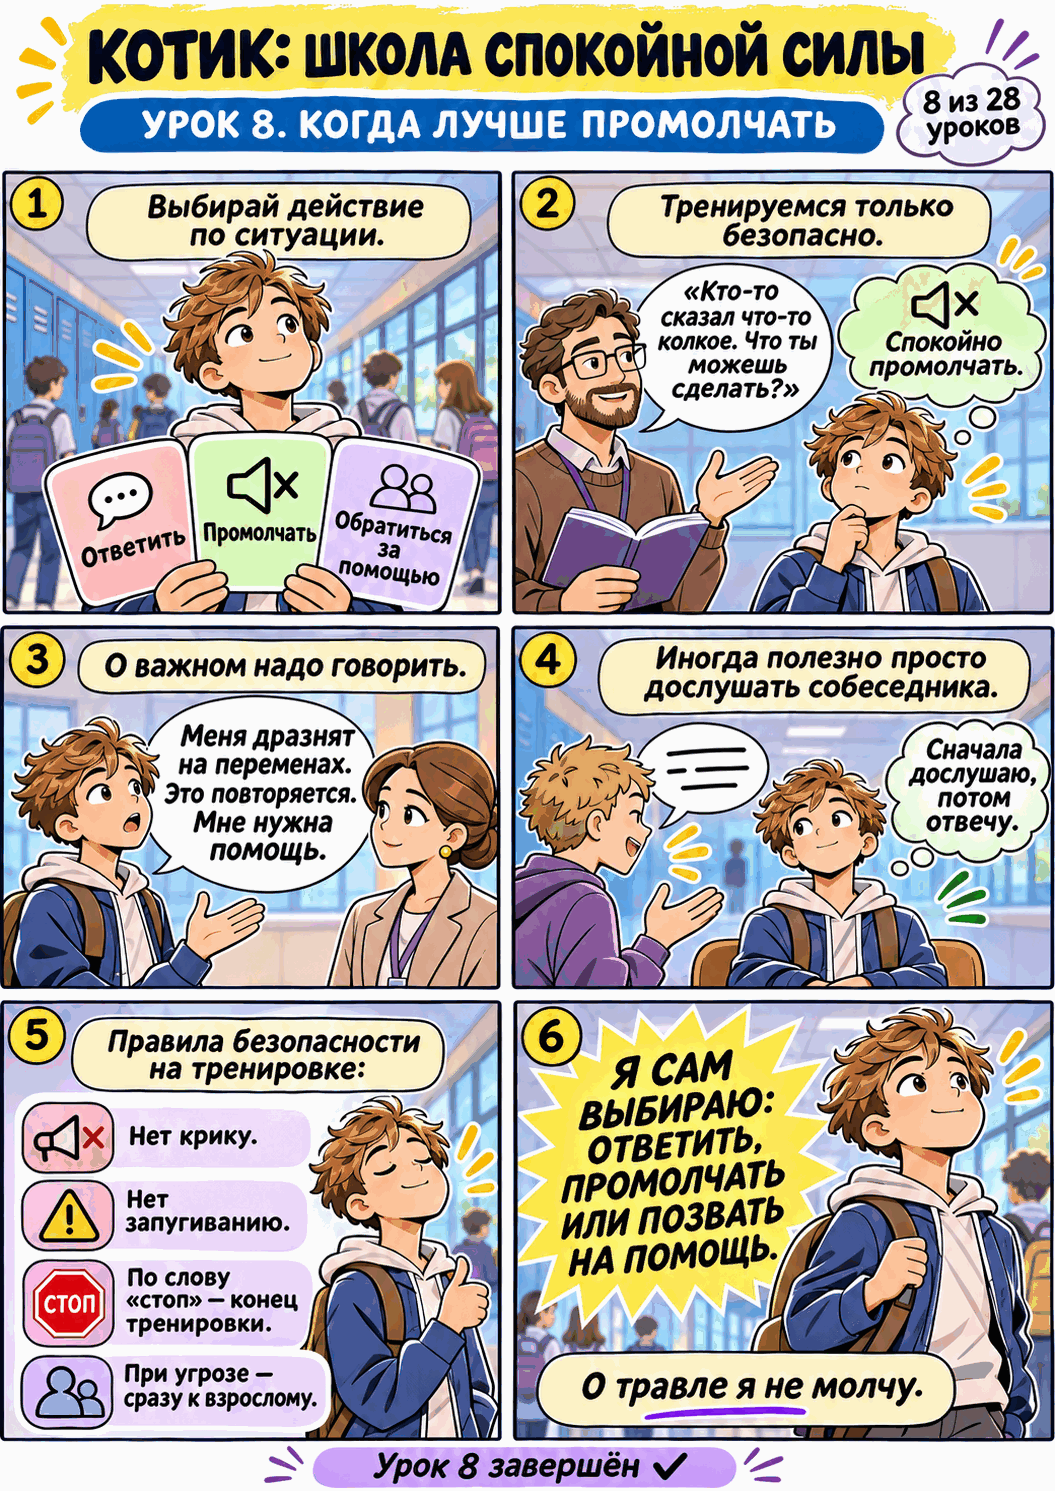 КОТИК: ШКОЛА СПОКОЙНОЙ СИЛЫ
УРОК 8. КОГДА ЛУЧШЕ ПРОМОЛЧАТЬ
8 из 28
уроков
1
Выбирай действие
по ситуации.
Ответить
Промолчать
Обратиться
за
помощью
2
Тренируемся только
безопасно.
«Кто-то
сказал что-то
колкое. Что ты
можешь
сделать?»
Спокойно
промолчать.
3
О важном надо говорить.
Меня дразнят
на переменах.
Это повторяется.
Мне нужна
помощь.
4
Иногда полезно просто
дослушать собеседника.
Сначала
дослушаю,
потом
отвечу.
5
Правила безопасности
на тренировке:
Нет крику.
Нет
запугиванию.
СТОП
По слову
«стоп» — конец
тренировки.
При угрозе —
сразу к взрослому.
6
Я САМ
ВЫБИРАЮ:
ОТВЕТИТЬ,
ПРОМОЛЧАТЬ
ИЛИ ПОЗВАТЬ
НА ПОМОЩЬ.
О травле я не молчу.
Урок 8 завершён ✓